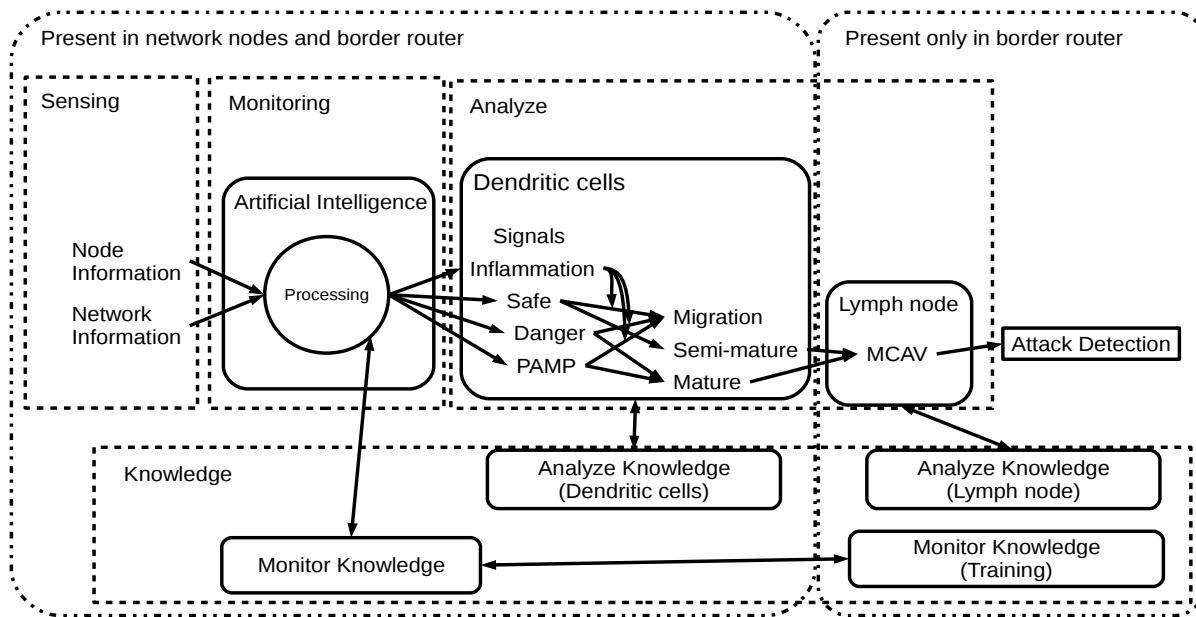 Present in network nodes and border router
Present only in border router
Sensing
Monitoring
Analyze
Artificial Intelligence
Dendritic cells
Node
Information
Network
Information
Processing
Signals
Inflammation
Safe
Danger
PAMP
Migration
Semi-mature
Mature
Lymph node
MCAV
Attack Detection
Knowledge
Analyze Knowledge
(Dendritic cells)
Analyze Knowledge
(Lymph node)
Monitor Knowledge
Monitor Knowledge
(Training)